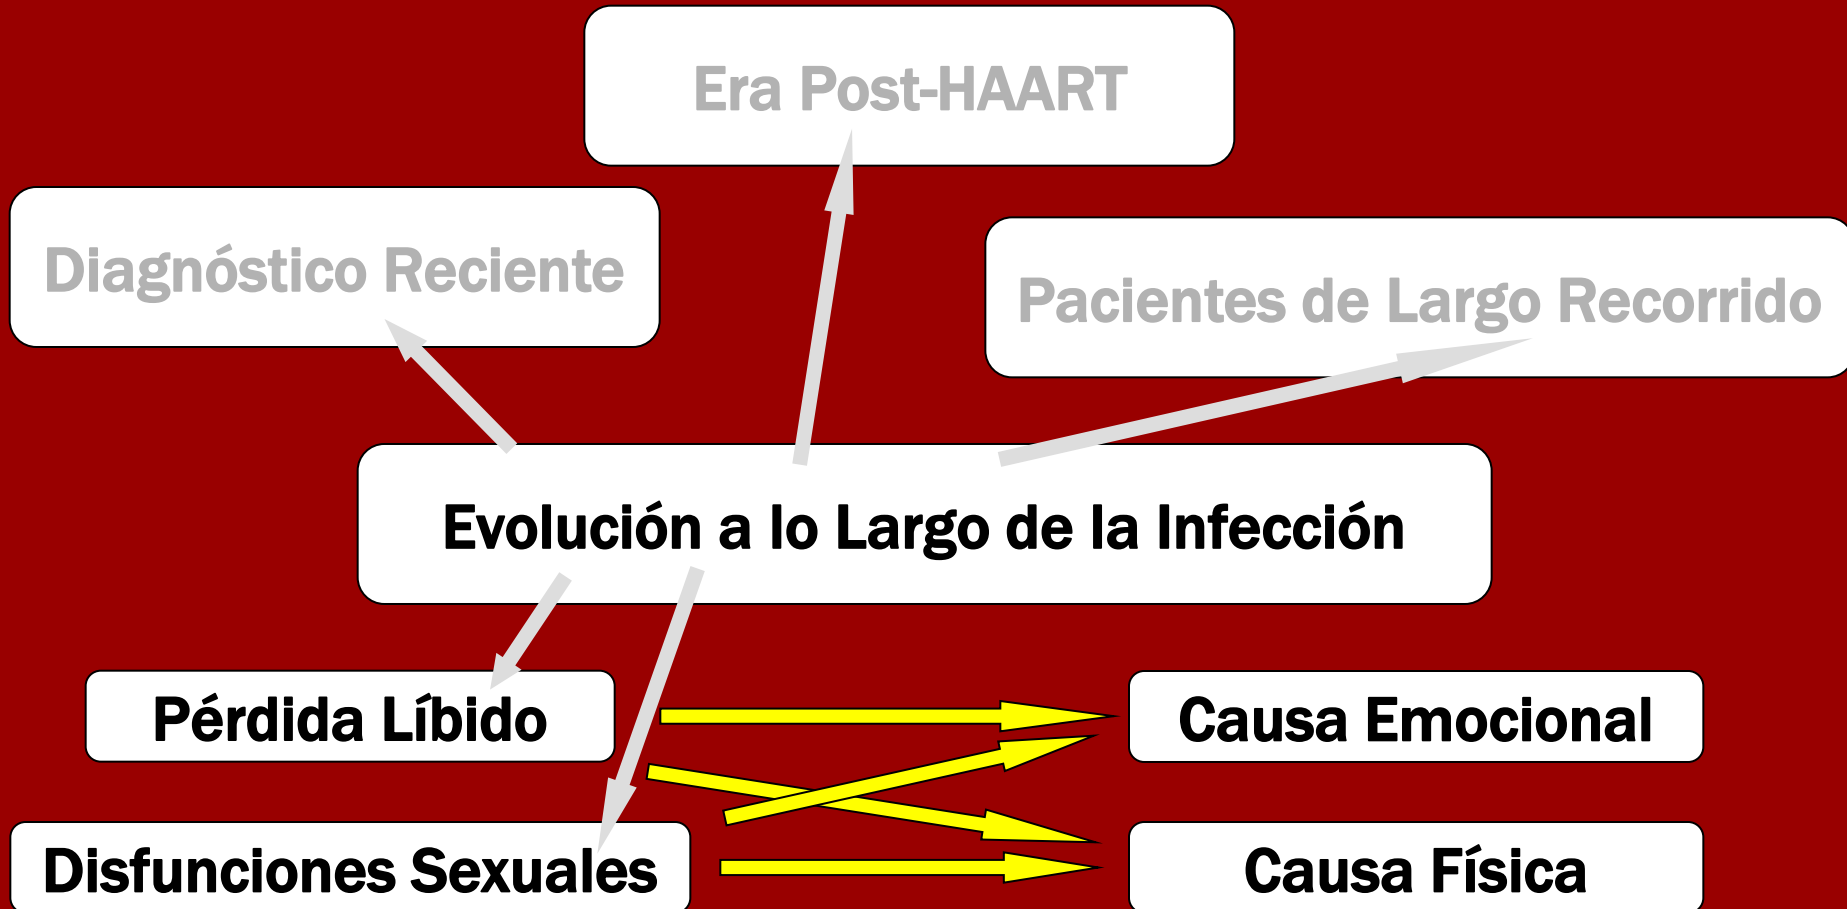 Era Post-HAART
Diagnóstico Reciente
Pacientes de Largo Recorrido
Evolución a lo Largo de la Infección
Pérdida Líbido
Causa Emocional
Disfunciones Sexuales
Causa Física